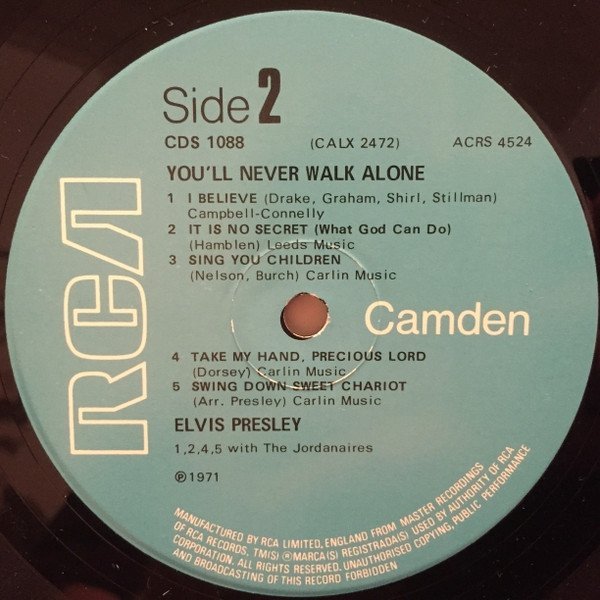 RCA
Side 2
CDS 1088 (CALX 2472) ACRS 4524
YOU'LL NEVER WALK ALONE
1 I BELIEVE (Drake, Graham, Shirl, Stillman)
Campbell-Connelly
2 IT IS NO SECRET (What God Can Do)
(Hamblen) Leeds Music
3 SING YOU CHILDREN
(Nelson, Burch) Carlin Music
Camden
4 TAKE MY HAND, PRECIOUS LORD
(Dorsey) Carlin Music
5 SWING DOWN SWEET CHARIOT
(Arr. Presley) Carlin Music
ELVIS PRESLEY
1,2,4,5 with The Jordanaires
℗1971
MANUFACTURED BY RCA LIMITED, ENGLAND FROM MASTER RECORDINGS
OF RCA RECORDS, TM(S) ®MARCA(S) REGISTRADA(S) USED BY AUTHORITY OF RCA
CORPORATION. ALL RIGHTS RESERVED. UNAUTHORISED COPYING, PUBLIC PERFORMANCE
AND BROADCASTING OF THIS RECORD FORBIDDEN